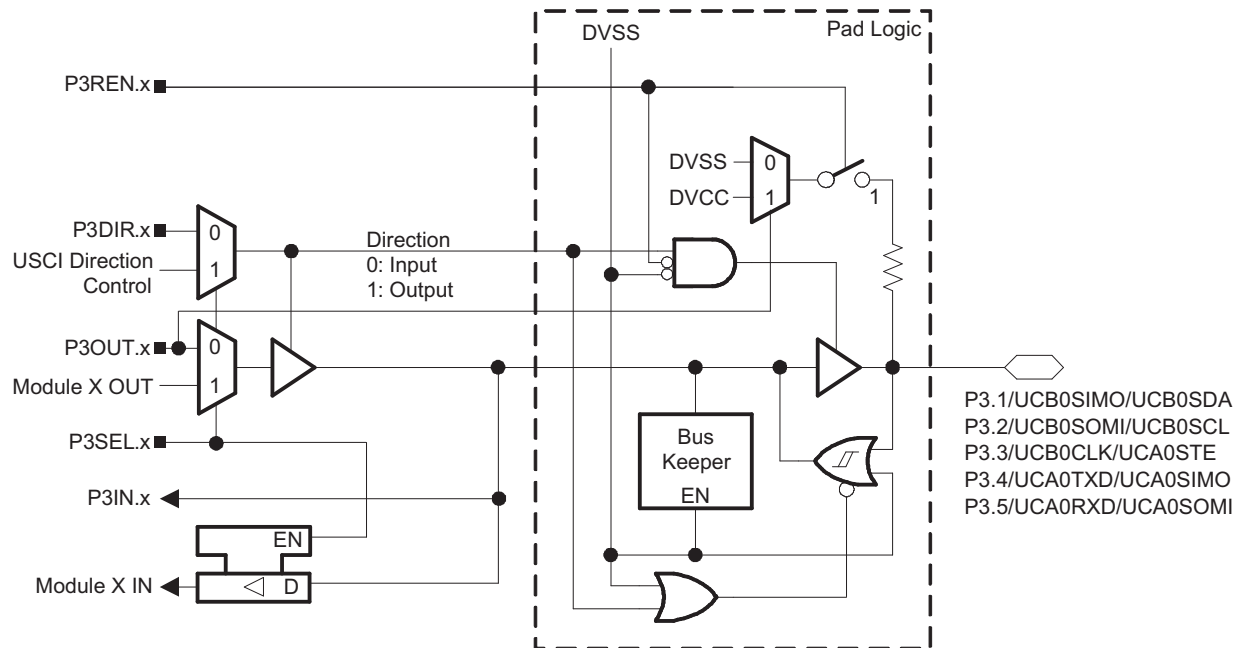 Pad Logic
DVSS
P3REN.x
DVSS
0
DVCC
1
1
P3DIR.x
0
USCI Direction
Control
1
Direction
0: Input
1: Output
P3OUT.x
0
Module X OUT
1
P3SEL.x
Bus
Keeper
EN
P3.1/UCB0SIMO/UCB0SDA
P3.2/UCB0SOMI/UCB0SCL
P3.3/UCB0CLK/UCA0STE
P3.4/UCA0TXD/UCA0SIMO
P3.5/UCA0RXD/UCA0SOMI
P3IN.x
EN
Module X IN
D